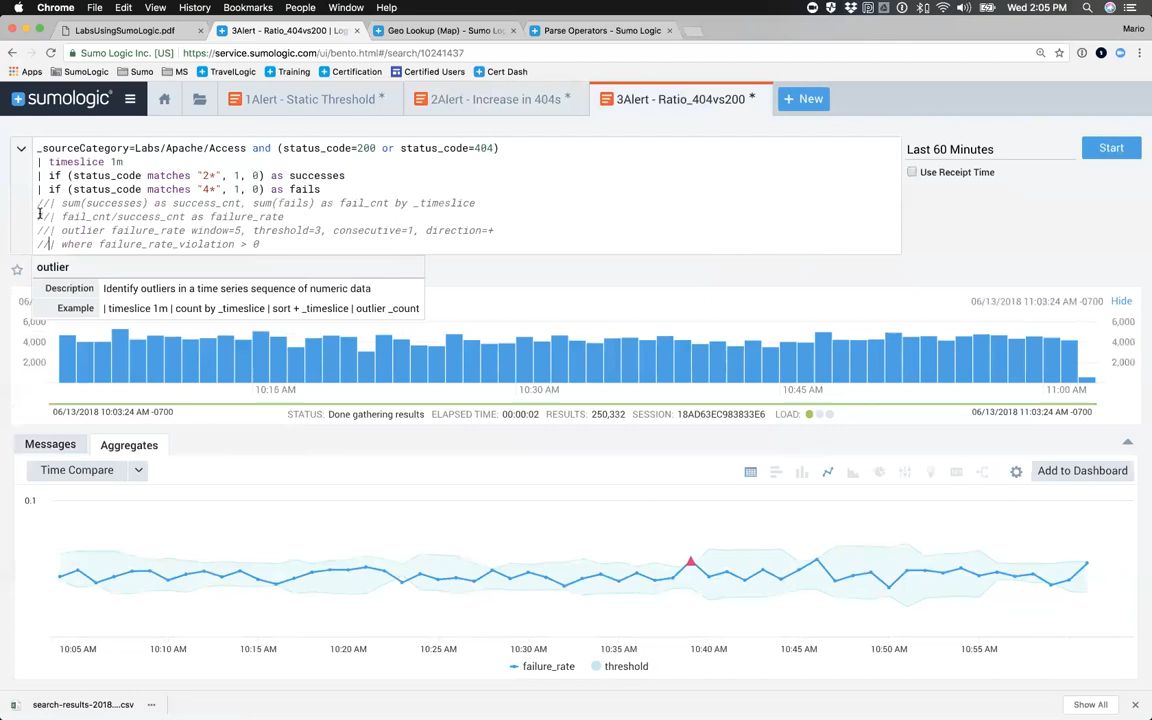 Chrome File Edit View History Bookmarks People Window Help Wed 2:05 PM
LabsUsingSumoLogic.pdf × 3Alert - Ratio_404vs200 | Log × Geo Lookup (Map) - Sumo Log × Parse Operators - Sumo Logic × Mario
Sumo Logic Inc. [US] https://service.sumologic.com/ui/bento.html#/search/10241437
Apps SumoLogic Sumo MS TravelLogic Training Certification Certified Users Cert Dash
sumologic 1Alert - Static Threshold * 2Alert - Increase in 404s * 3Alert - Ratio_404vs200 * + New
_sourceCategory=Labs/Apache/Access and (status_code=200 or status_code=404)
| timeslice 1m
| if (status_code matches "2*", 1, 0) as successes
| if (status_code matches "4*", 1, 0) as fails
//| sum(successes) as success_cnt, sum(fails) as fail_cnt by _timeslice
//| fail_cnt/success_cnt as failure_rate
//| outlier failure_rate window=5, threshold=3, consecutive=1, direction=+
//| where failure_rate_violation > 0
Last 60 Minutes Start
Use Receipt Time
outlier
Description Identify outliers in a time series sequence of numeric data
Example | timeslice 1m | count by _timeslice | sort + _timeslice | outlier _count
06/ 06/13/2018 11:03:24 AM -0700 Hide
6,000 6,000
4,000 4,000
2,000 2,000
10:15 AM 10:30 AM 10:45 AM 11:00 AM
06/13/2018 10:03:24 AM -0700 STATUS: Done gathering results ELAPSED TIME: 00:00:02 RESULTS: 250,332 SESSION: 18AD63EC983833E6 LOAD: 06/13/2018 11:03:24 AM -0700
Messages Aggregates
Time Compare Add to Dashboard
0.1
10:05 AM 10:10 AM 10:15 AM 10:20 AM 10:25 AM 10:30 AM 10:35 AM 10:40 AM 10:45 AM 10:50 AM 10:55 AM
failure_rate threshold
search-results-2018....csv Show All